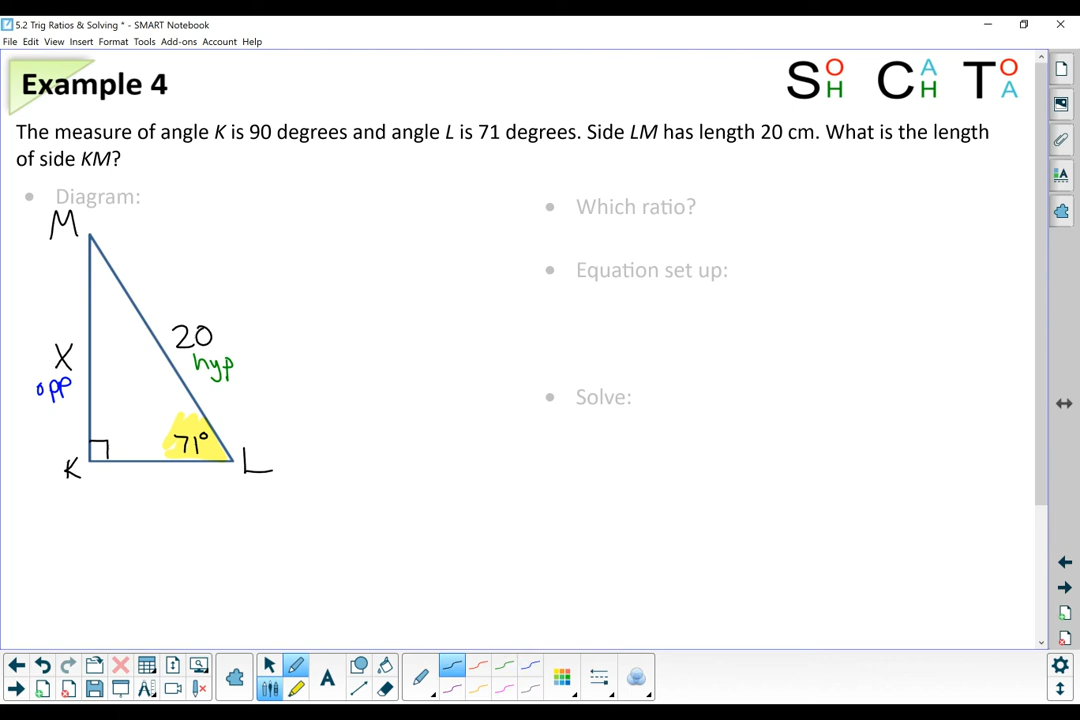 5.2 Trig Ratios & Solving * - SMART Notebook
File Edit View Insert Format Tools Add-ons Account Help
Example 4
S O H C A H T O A
The measure of angle K is 90 degrees and angle L is 71 degrees. Side LM has length 20 cm. What is the length
of side KM?
• Diagram:
M
X
opp
20
hyp
71°
K
L
• Which ratio?
• Equation set up:
• Solve:
A